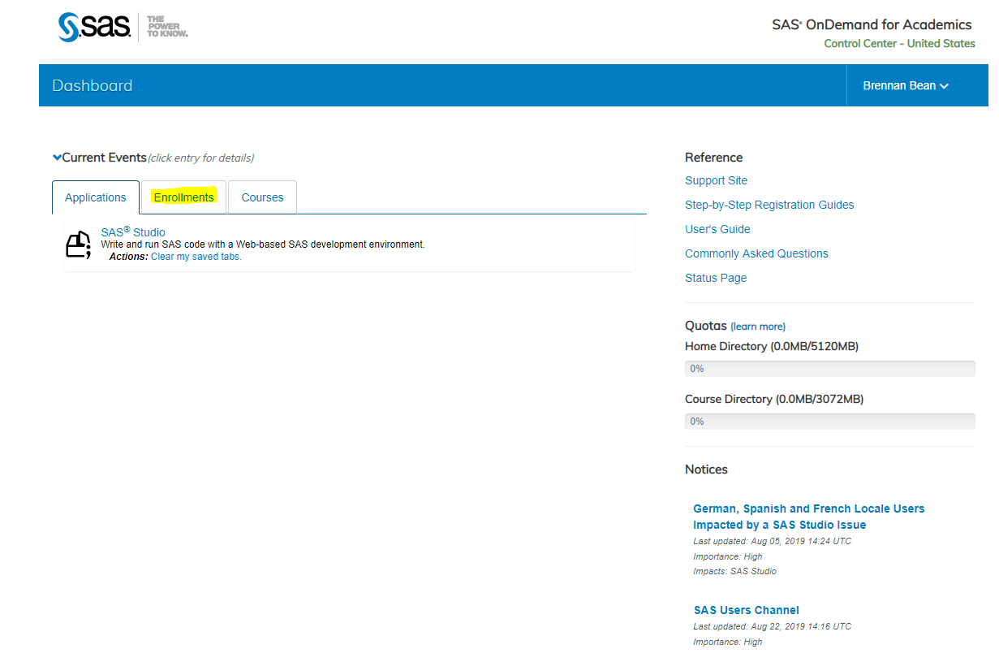 sas
THE
POWER
TO KNOW.
SAS® OnDemand for Academics
Control Center - United States
Dashboard
Brennan Bean
Current Events (click entry for details)
Applications
Enrollments
Courses
SAS® Studio
Write and run SAS code with a Web-based SAS development environment.
Actions: Clear my saved tabs.
Reference
Support Site
Step-by-Step Registration Guides
User's Guide
Commonly Asked Questions
Status Page
Quotas (learn more)
Home Directory (0.0MB/5120MB)
0%
Course Directory (0.0MB/3072MB)
0%
Notices
German, Spanish and French Locale Users
Impacted by a SAS Studio Issue
Last updated: Aug 05, 2019 14:24 UTC
Importance: High
Impacts: SAS Studio
SAS Users Channel
Last updated: Aug 22, 2019 14:16 UTC
Importance: High